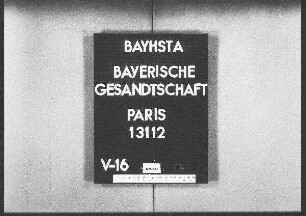 BAYHSTA
BAYERISCHE
GESANDTSCHAFT
PARIS
13112
V-16